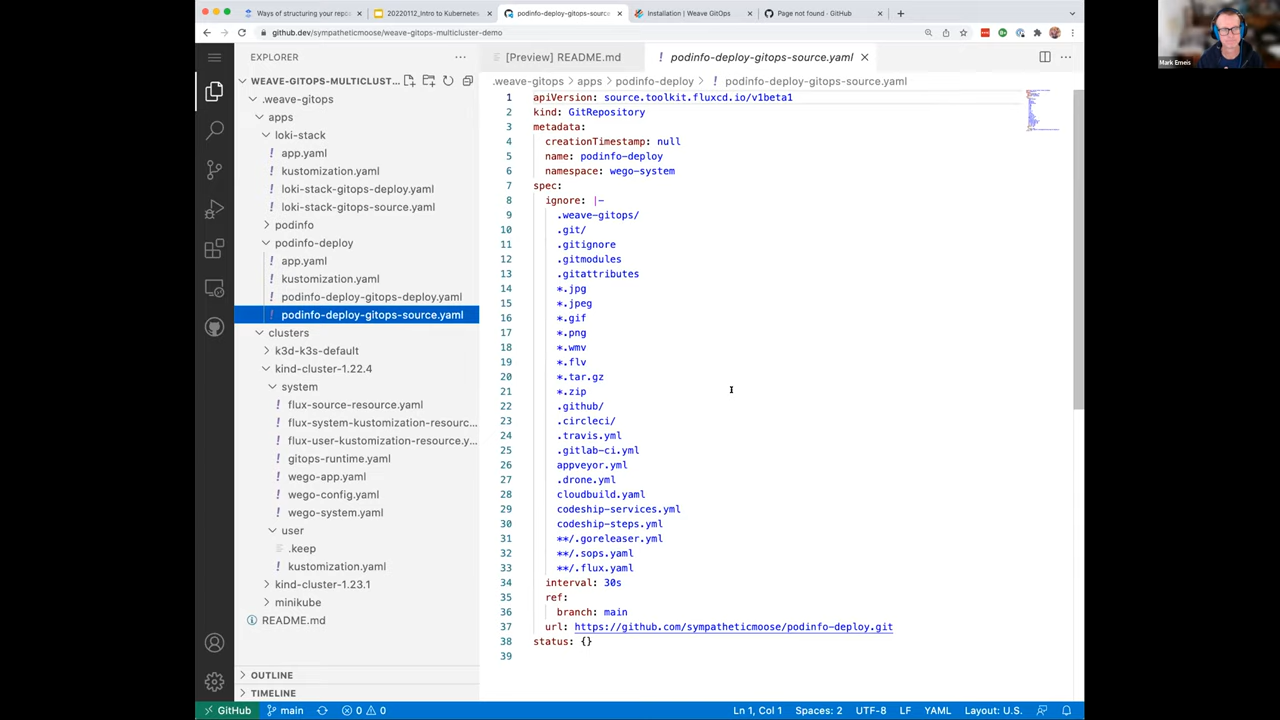 Ways of structuring your repo
20220112_Intro to Kubernete
podinfo-deploy-gitops-source
Installation | Weave GitOps
Page not found · GitHub
github.dev/sympatheticmoose/weave-gitops-multicluster-demo
Mark Emeis
EXPLORER
[Preview] README.md
podinfo-deploy-gitops-source.yaml
WEAVE-GITOPS-MULTICLUST...
.weave-gitops
apps
loki-stack
app.yaml
kustomization.yaml
loki-stack-gitops-deploy.yaml
loki-stack-gitops-source.yaml
podinfo
podinfo-deploy
app.yaml
kustomization.yaml
podinfo-deploy-gitops-deploy.yaml
podinfo-deploy-gitops-source.yaml
clusters
k3d-k3s-default
kind-cluster-1.22.4
system
flux-source-resource.yaml
flux-system-kustomization-resource....
flux-user-kustomization-resource.y...
gitops-runtime.yaml
wego-app.yaml
wego-config.yaml
wego-system.yaml
user
.keep
kustomization.yaml
kind-cluster-1.23.1
minikube
README.md
OUTLINE
TIMELINE
.weave-gitops > apps > podinfo-deploy > ! podinfo-deploy-gitops-source.yaml
1 apiVersion: source.toolkit.fluxcd.io/v1beta1
2 kind: GitRepository
3 metadata:
4 creationTimestamp: null
5 name: podinfo-deploy
6 namespace: wego-system
7 spec:
8 ignore: |-
9 .weave-gitops/
10 .git/
11 .gitignore
12 .gitmodules
13 .gitattributes
14 *.jpg
15 *.jpeg
16 *.gif
17 *.png
18 *.wmv
19 *.flv
20 *.tar.gz
21 *.zip
22 .github/
23 .circleci/
24 .travis.yml
25 .gitlab-ci.yml
26 appveyor.yml
27 .drone.yml
28 cloudbuild.yaml
29 codeship-services.yml
30 codeship-steps.yml
31 **/.goreleaser.yml
32 **/.sops.yaml
33 **/.flux.yaml
34 interval: 30s
35 ref:
36 branch: main
37 url: https://github.com/sympatheticmoose/podinfo-deploy.git
38 status: {}
39
GitHub main 0 0 Ln 1, Col 1 Spaces: 2 UTF-8 LF YAML Layout: U.S.